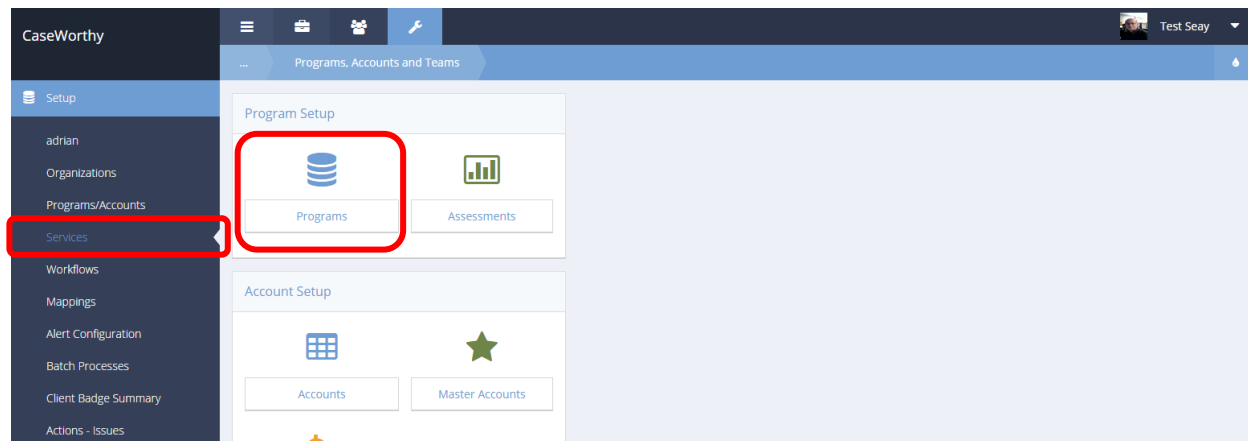 CaseWorthy
Test Seay
... Programs, Accounts and Teams
Setup
adrian
Organizations
Programs/Accounts
Services
Workflows
Mappings
Alert Configuration
Batch Processes
Client Badge Summary
Actions - Issues
Program Setup
Programs Assessments
Account Setup
Accounts Master Accounts